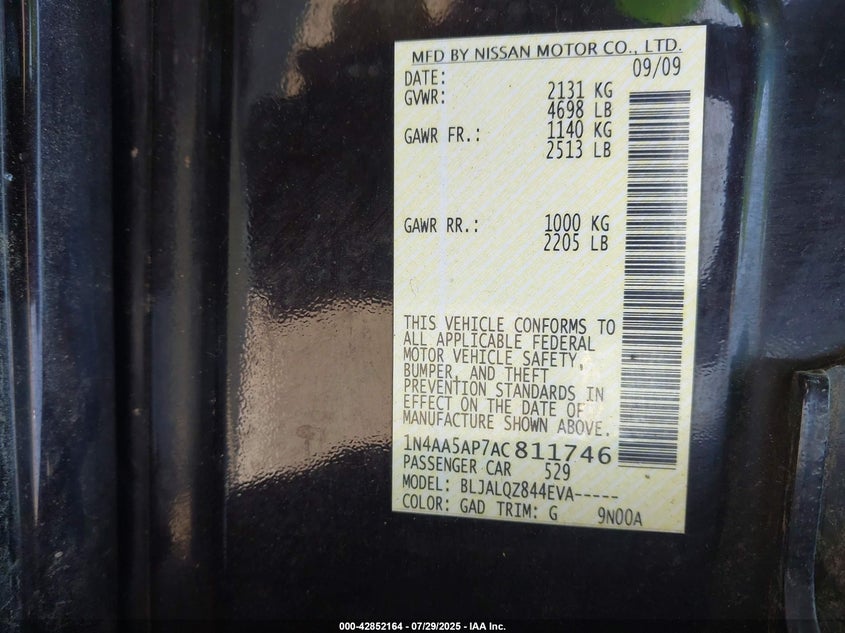 MFD BY NISSAN MOTOR CO., LTD.
DATE: 09/09
GVWR: 2131 KG
4698 LB
GAWR FR.: 1140 KG
2513 LB
GAWR RR.: 1000 KG
2205 LB
THIS VEHICLE CONFORMS TO
ALL APPLICABLE FEDERAL
MOTOR VEHICLE SAFETY,
BUMPER, AND THEFT
PREVENTION STANDARDS IN
EFFECT ON THE DATE OF
MANUFACTURE SHOWN ABOVE.
1N4AA5AP7AC811746
PASSENGER CAR 529
MODEL: BLJALQZ844EVA-----
COLOR: GAD TRIM: G 9N00A
000-42852164 - 07/29/2025 - IAA Inc.